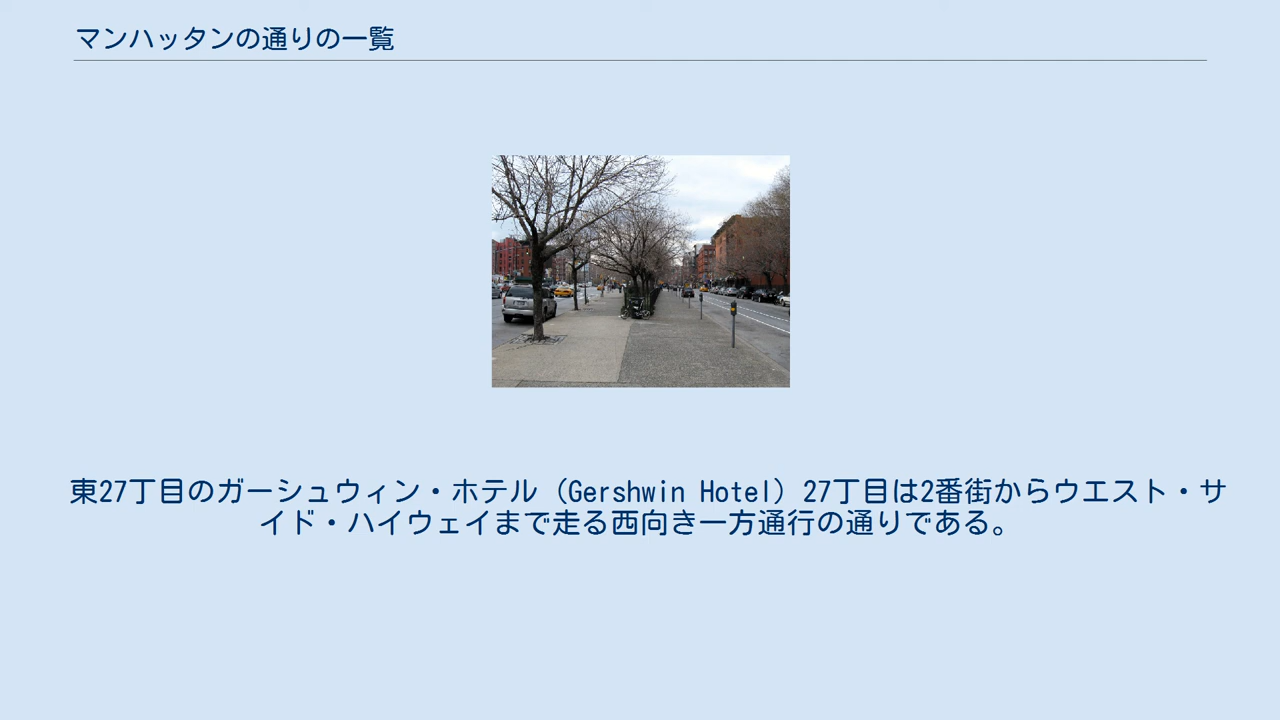 マンハッタンの通りの一覧
東27丁目のガーシュウィン・ホテル（Gershwin Hotel）27丁目は2番街からウエスト・サ
イド・ハイウェイまで走る西向き一方通行の通りである。